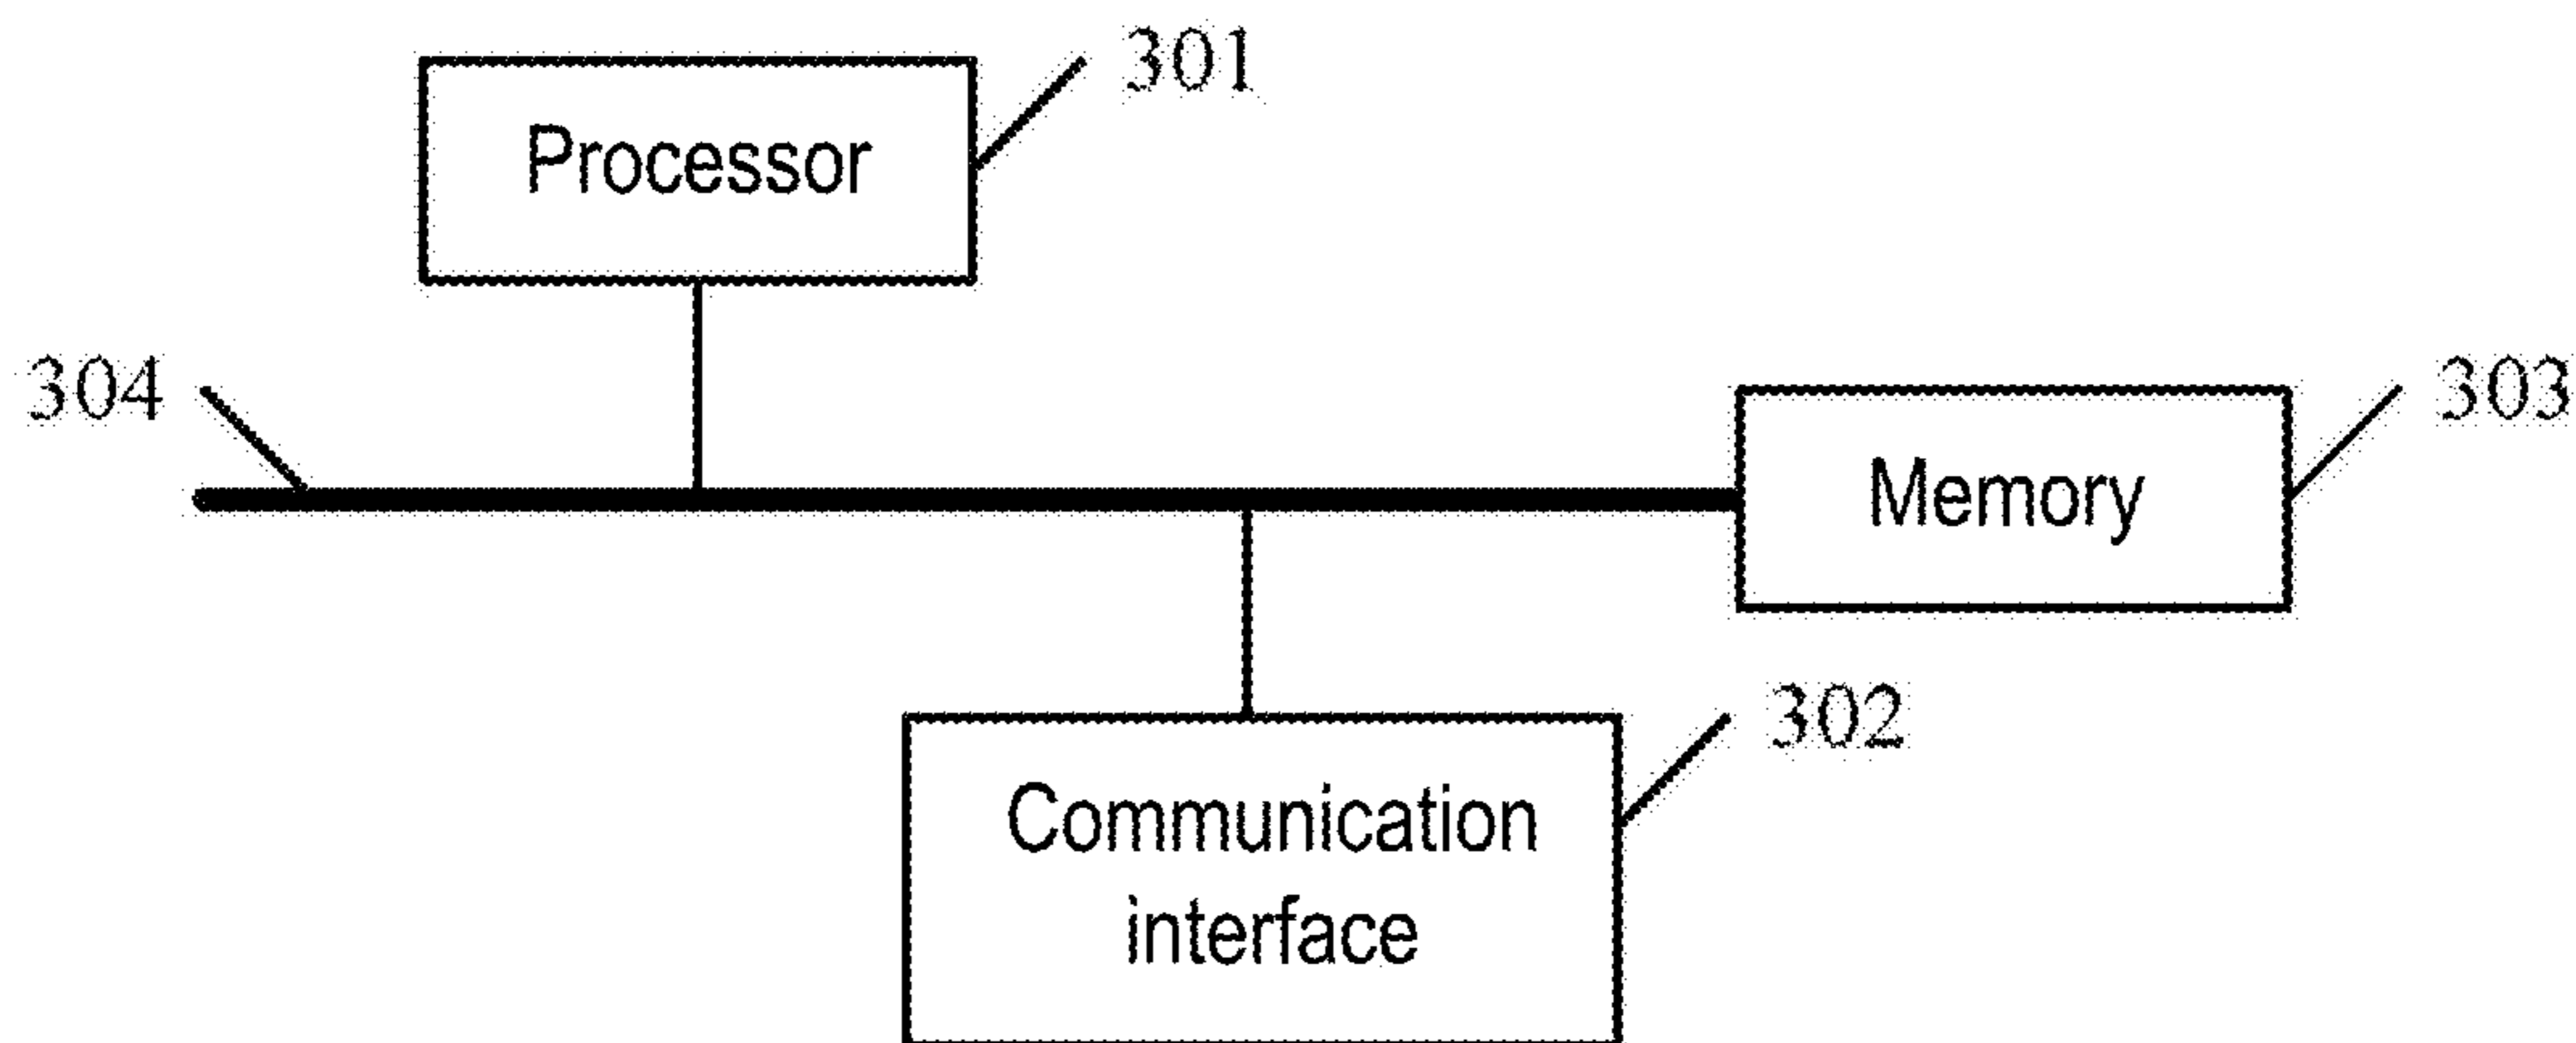 301
Processor
304
303
Memory
302
Communication
interface